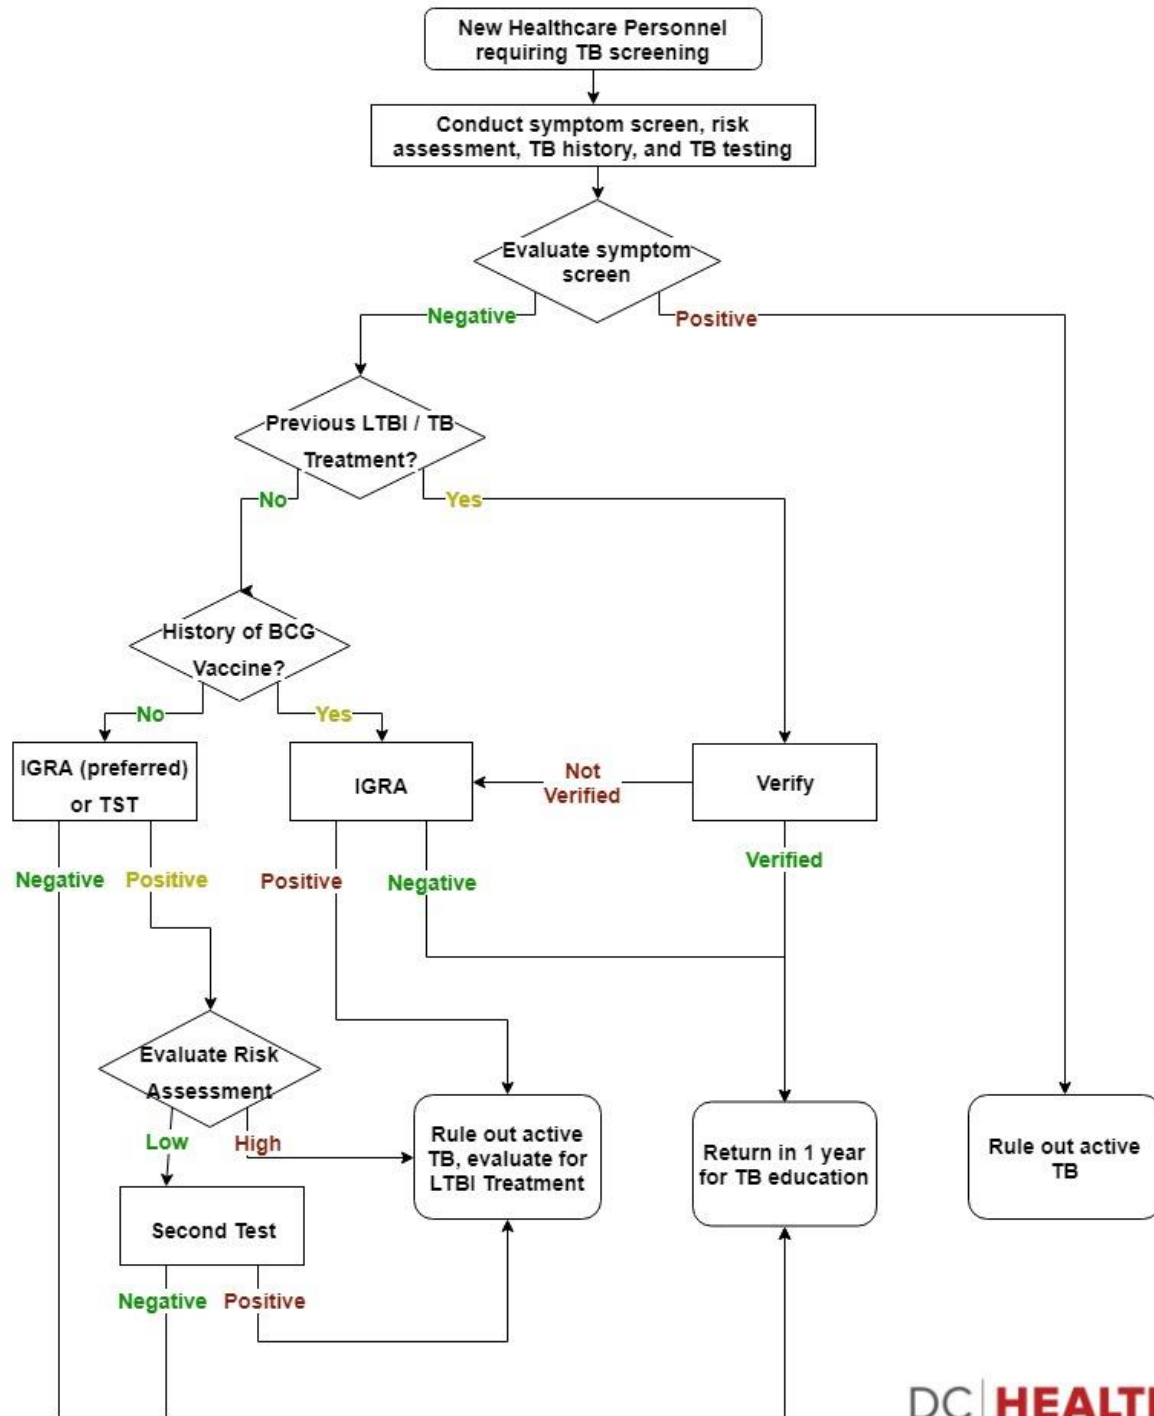 New Healthcare Personnel
requiring TB screening
Conduct symptom screen, risk
assessment, TB history, and TB testing
Evaluate symptom
screen
Negative
Positive
Previous LTBI / TB
Treatment?
No
Yes
History of BCG
Vaccine?
No
Yes
IGRA (preferred)
or TST
IGRA
Not
Verified
Verify
Negative
Positive
Positive
Negative
Verified
Evaluate Risk
Assessment
Low
High
Rule out active
TB, evaluate for
LTBI Treatment
Return in 1 year
for TB education
Rule out active
TB
Second Test
Negative
Positive
DC HEALTH